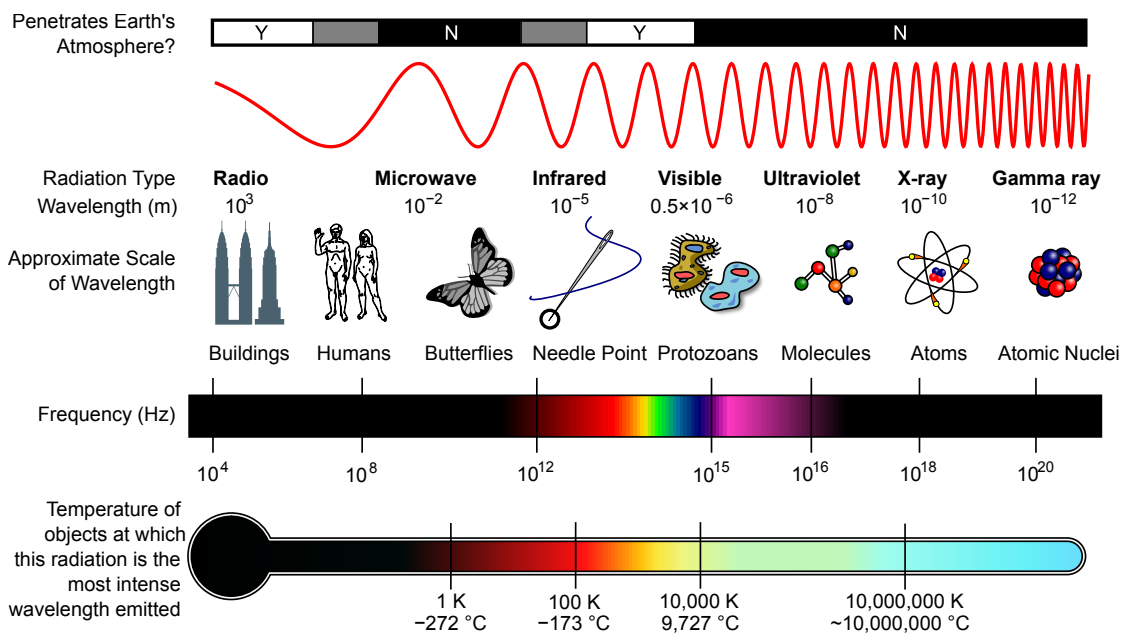 Penetrates Earth's
Atmosphere?
Y N Y N
Radiation Type
Radio Microwave Infrared Visible Ultraviolet X-ray Gamma ray
Wavelength (m)
10³ 10⁻² 10⁻⁵ 0.5×10⁻⁶ 10⁻⁸ 10⁻¹⁰ 10⁻¹²
Approximate Scale
of Wavelength
Buildings Humans Butterflies Needle Point Protozoans Molecules Atoms Atomic Nuclei
Frequency (Hz)
10⁴ 10⁸ 10¹² 10¹⁵ 10¹⁶ 10¹⁸ 10²⁰
Temperature of
objects at which
this radiation is the
most intense
wavelength emitted
1 K 100 K 10,000 K 10,000,000 K
−272 °C −173 °C 9,727 °C ~10,000,000 °C